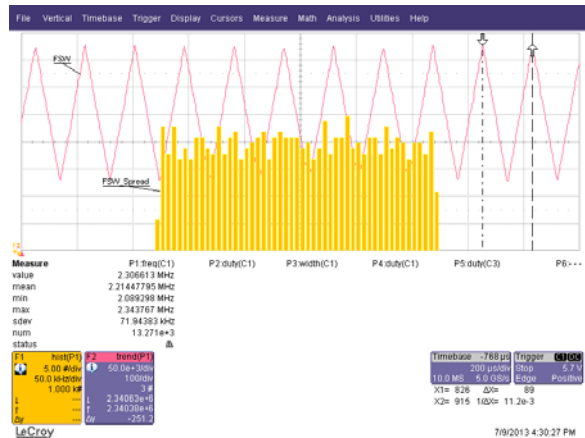 File Vertical Timebase Trigger Display Cursors Measure Math Analysis Utilities Help
FSW
FSW_Spread
Measure P1:freq(C1) P2:duty(C1) P3:width(C1) P4:duty(C1) P5:duty(C3) P6:- - -
value 2.306613 MHz
mean 2.21447795 MHz
min 2.089298 MHz
max 2.343767 MHz
sdev 71.94383 kHz
num 13.271e+3
status
F1 hist(P1) F2 trend(P1)
5.00 #/div 50.0e+3/div
50.0 kHz/div 100/div
1.000 k# 3 #
--- 2.34063e+6
--- 2.34038e+6
Δy --- Δy -251.2
Timebase -768 µs Trigger C1 DC
200 µs/div Stop 5.7 V
10.0 MS 5.0 GS/s Edge Positive
X1= 826 ΔX= 89
X2= 915 1/ΔX= 11.2e-3
LeCroy 7/9/2013 4:30:27 PM